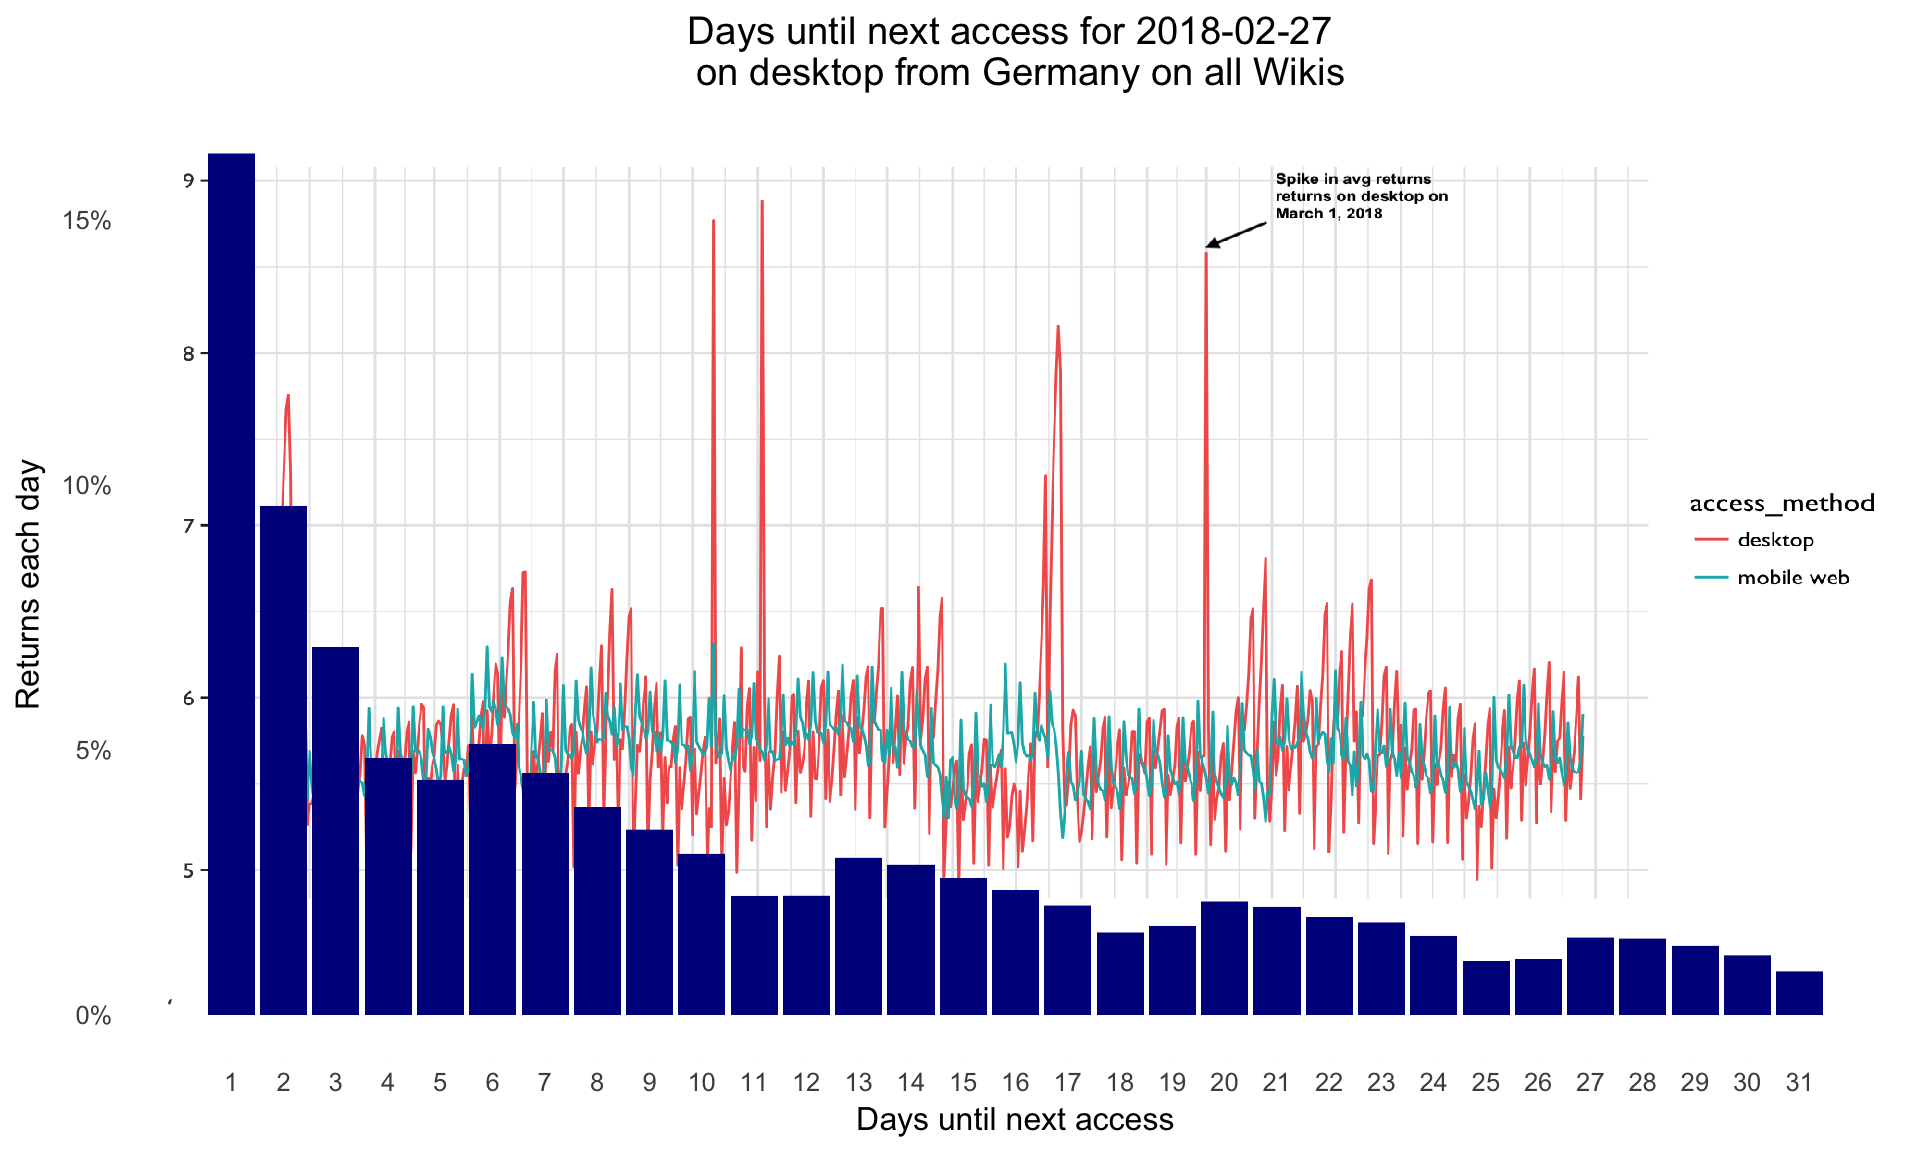 Days until next access for 2018-02-27
on desktop from Germany on all Wikis
Spike in avg returns
returns on desktop on
March 1, 2018
9
8
7
6
5
15%
10%
5%
0%
Returns each day
access_method
desktop
mobile web
1 2 3 4 5 6 7 8 9 10 11 12 13 14 15 16 17 18 19 20 21 22 23 24 25 26 27 28 29 30 31
Days until next access